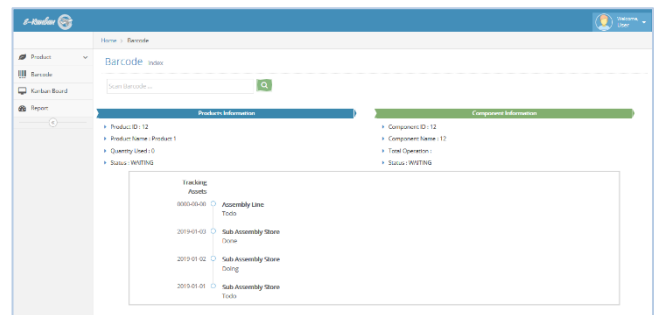 E-Kanban
Welcome,
User
Home > Barcode
Product
Barcode
Kanban Board
Report
Barcode Index
Scan Barcode ...
Products Information
Product ID : 12
Product Name : Product 1
Quantity Used : 0
Status : WAITING
Component Information
Component ID : 12
Component Name : 12
Total Operation :
Status : WAITING
Tracking
Assets
0000-00-00 Assembly Line
Todo
2019-01-03 Sub Assembly Store
Done
2019-01-02 Sub Assembly Store
Doing
2019-01-01 Sub Assembly Store
Todo